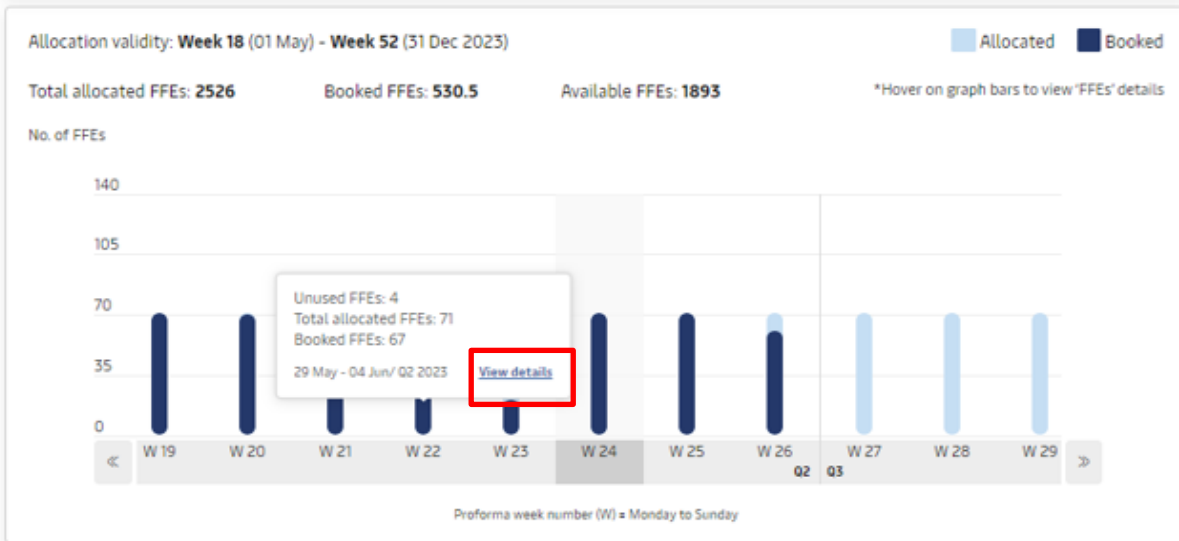 Allocation validity: Week 18 (01 May) - Week 52 (31 Dec 2023)
Allocated
Booked
Total allocated FFEs: 2526
Booked FFEs: 530.5
Available FFEs: 1893
*Hover on graph bars to view 'FFEs' details
No. of FFEs
140
105
70
35
0
Unused FFEs: 4
Total allocated FFEs: 71
Booked FFEs: 67
29 May - 04 Jun/ Q2 2023 View details
W 19 W 20 W 21 W 22 W 23 W 24 W 25 W 26 W 27 W 28 W 29
Q2 Q3
Proforma week number (W) = Monday to Sunday